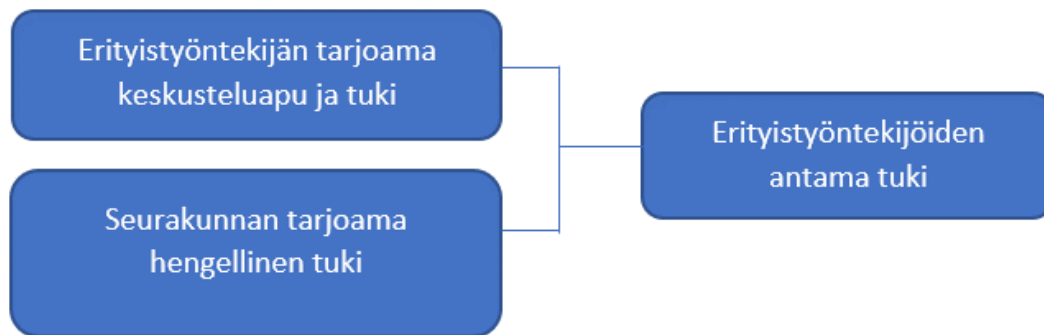 Erityistyöntekijän tarjoama
keskusteluapu ja tuki
Seurakunnan tarjoama
hengellinen tuki
Erityistyöntekijöiden
antama tuki